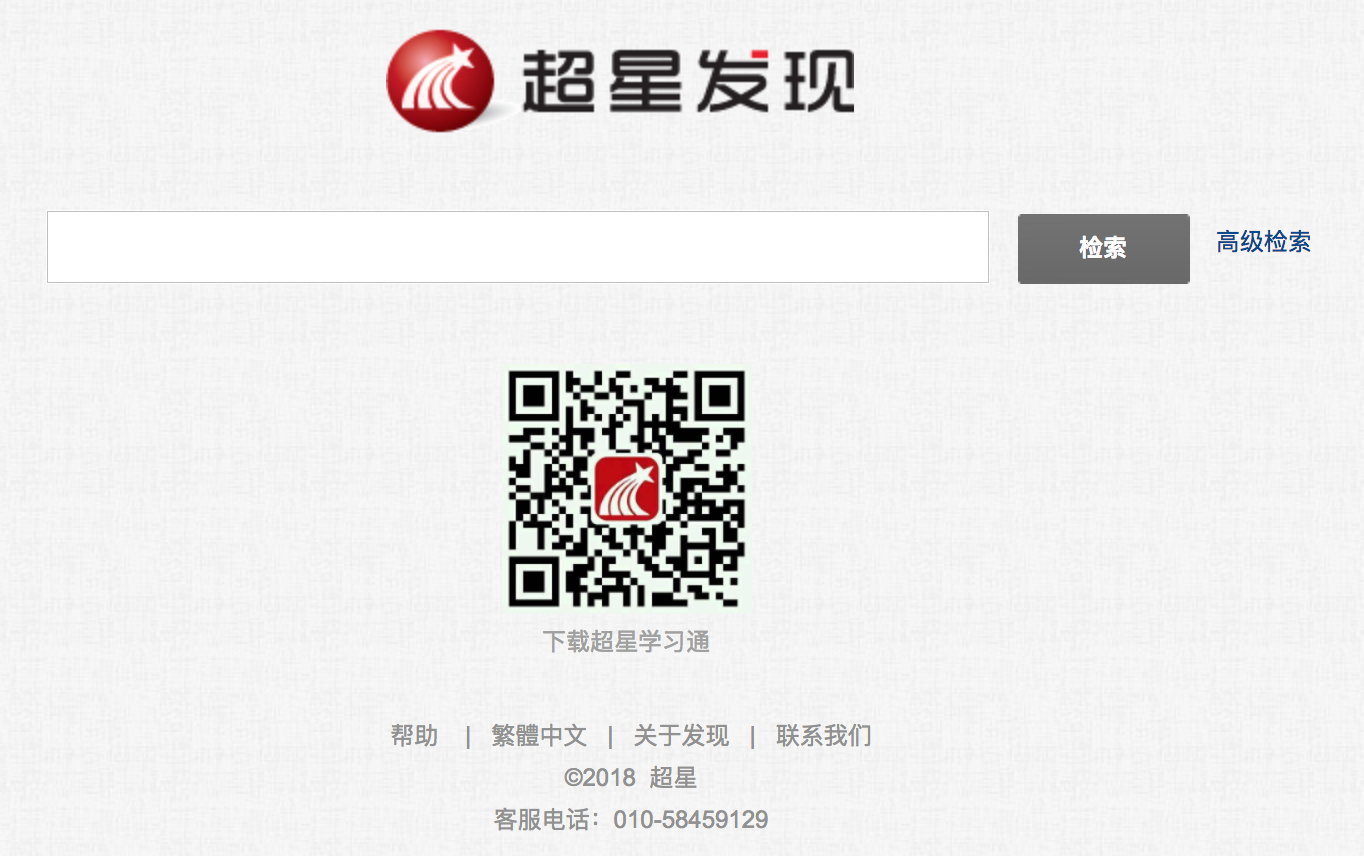 超星发现
检索 高级检索
下载超星学习通
帮助 | 繁體中文 | 关于发现 | 联系我们
©2018 超星
客服电话：010-58459129